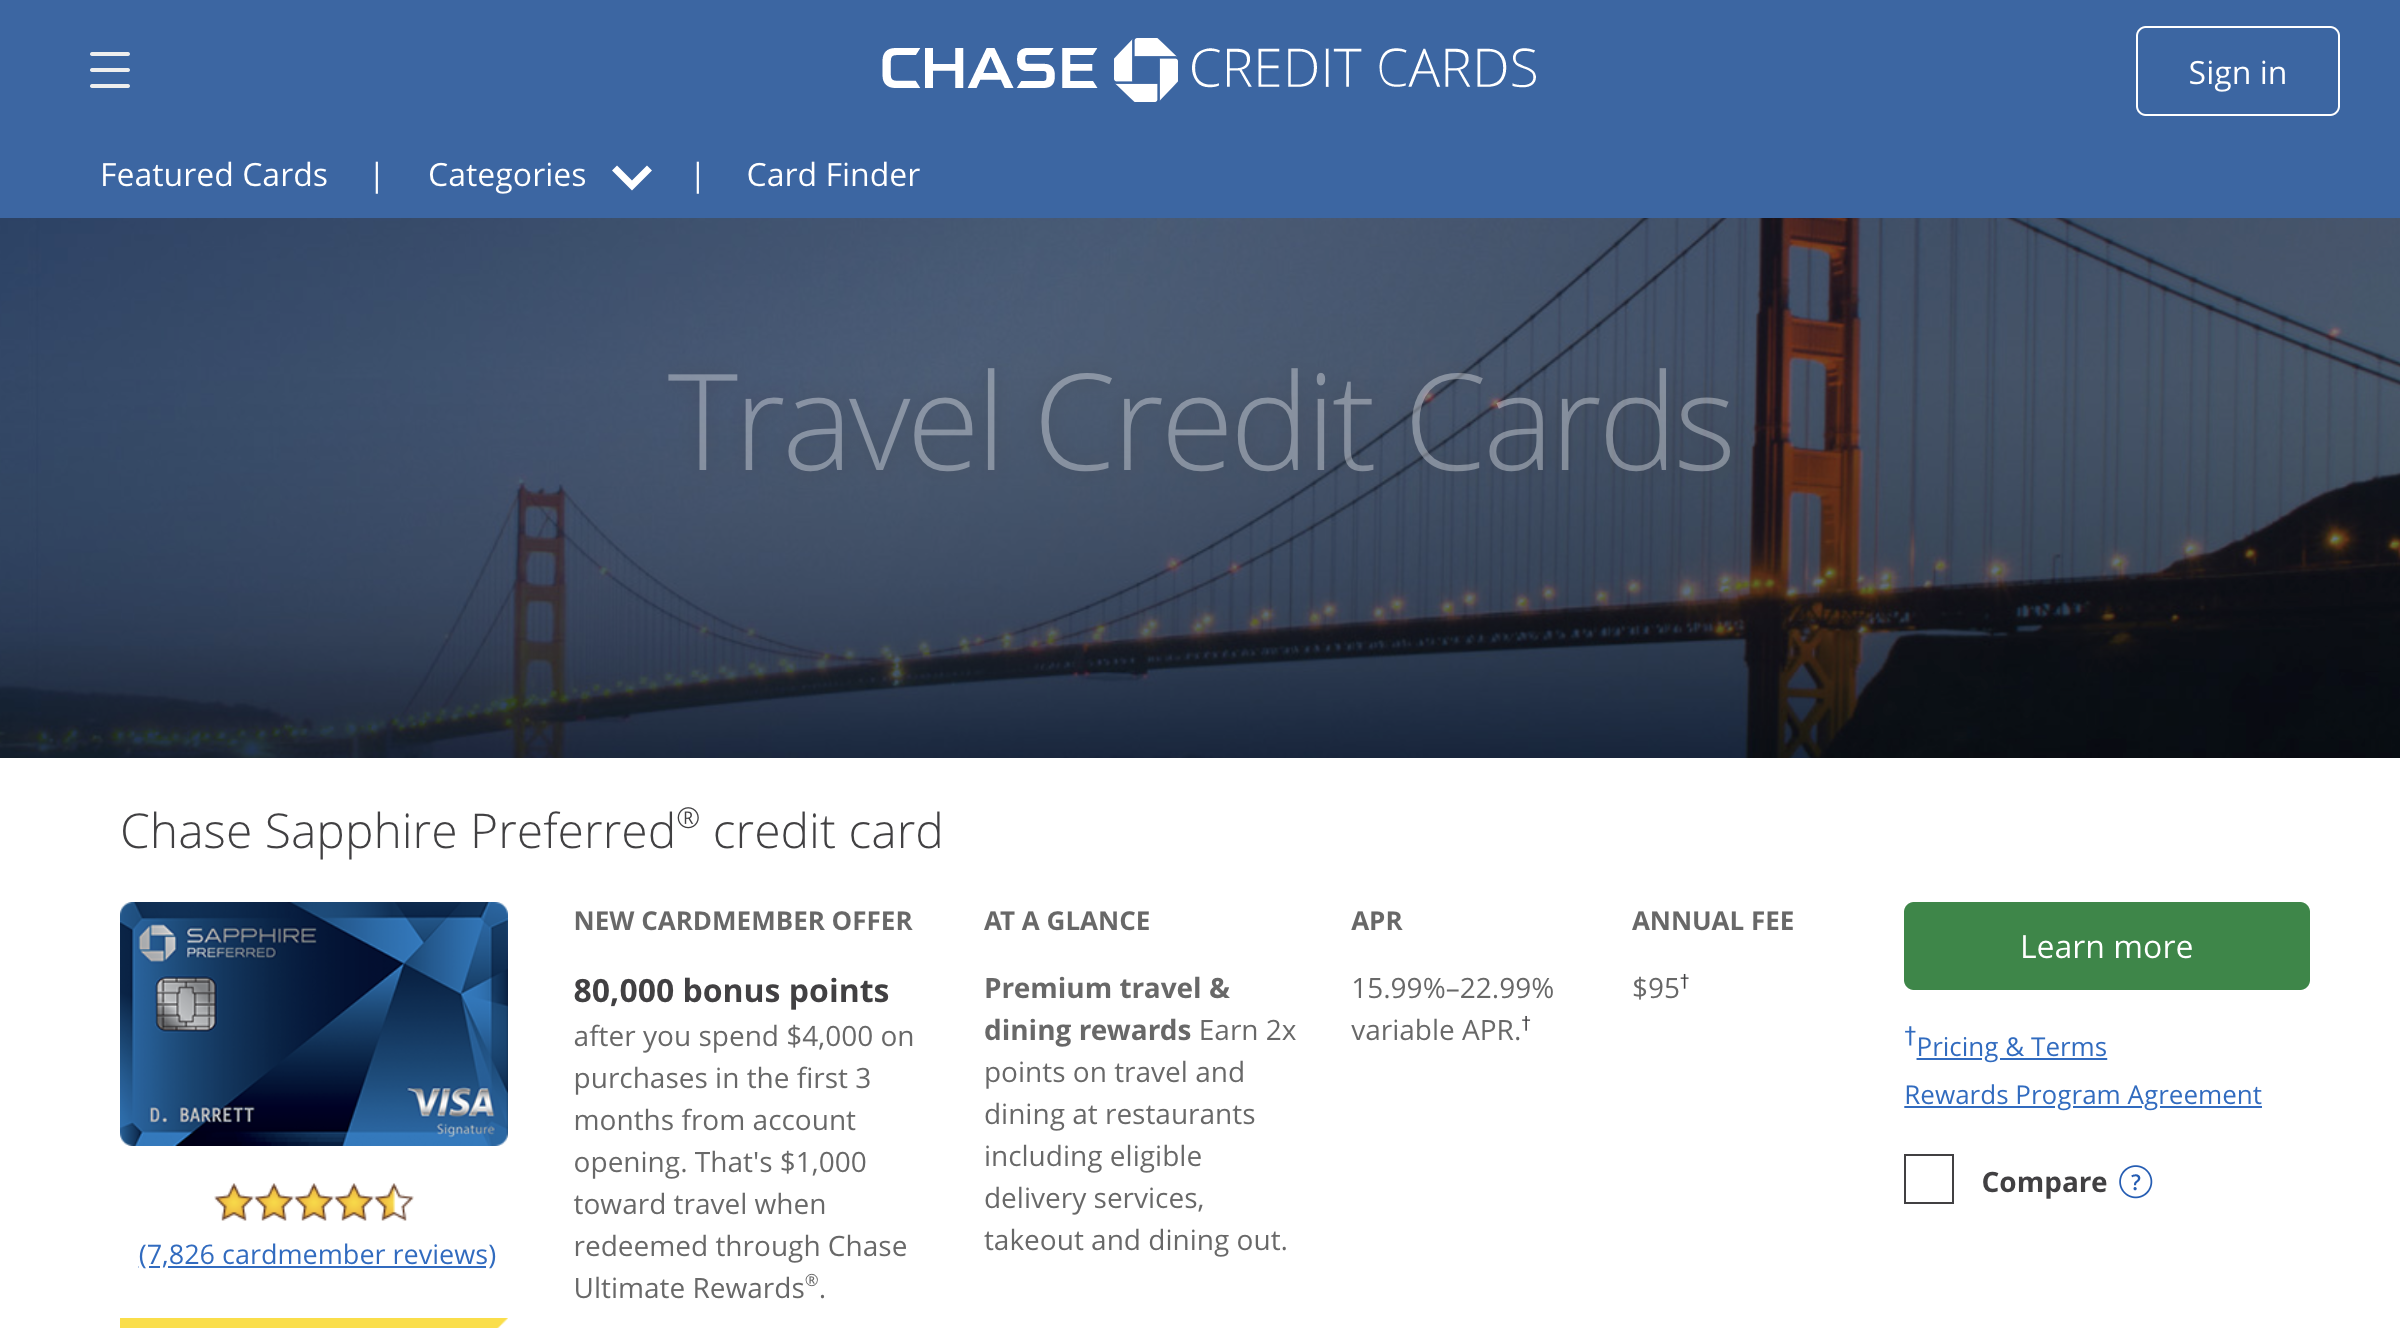 CHASE CREDIT CARDS
Sign in
Featured Cards | Categories | Card Finder
Travel Credit Cards
Chase Sapphire Preferred® credit card
SAPPHIRE
PREFERRED
D. BARRETT
VISA
Signature
(7,826 cardmember reviews)
NEW CARDMEMBER OFFER
80,000 bonus points
after you spend $4,000 on
purchases in the first 3
months from account
opening. That's $1,000
toward travel when
redeemed through Chase
Ultimate Rewards®.
AT A GLANCE
Premium travel &
dining rewards Earn 2x
points on travel and
dining at restaurants
including eligible
delivery services,
takeout and dining out.
APR
15.99%–22.99%
variable APR.†
ANNUAL FEE
$95†
Learn more
†Pricing & Terms
Rewards Program Agreement
Compare ?